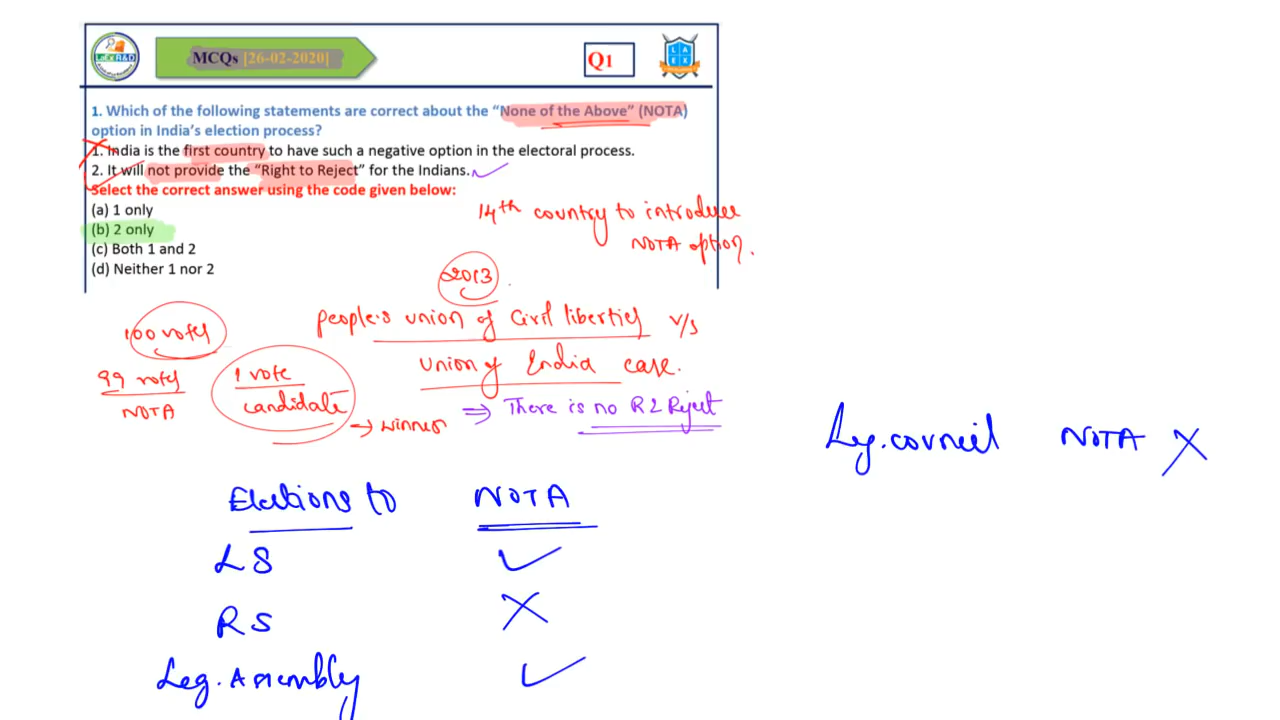 LaEx R&D
MCQs [26-02-2020]
Q1
L A
E X
1. Which of the following statements are correct about the "None of the Above" (NOTA)
option in India's election process?
1. India is the first country to have such a negative option in the electoral process.
2. It will not provide the "Right to Reject" for the Indians.
Select the correct answer using the code given below:
(a) 1 only
(b) 2 only
(c) Both 1 and 2
(d) Neither 1 nor 2
14th country to introduce
NOTA option.
2013
People's union of Civil liberties v/s
union of India case.
100 votes
99 votes
NOTA
1 vote
candidate
→ winner
⇒ There is no R2Reject
Elections to NOTA
LS ✓
RS X
Leg. Assembly ✓
Leg. council NOTA X